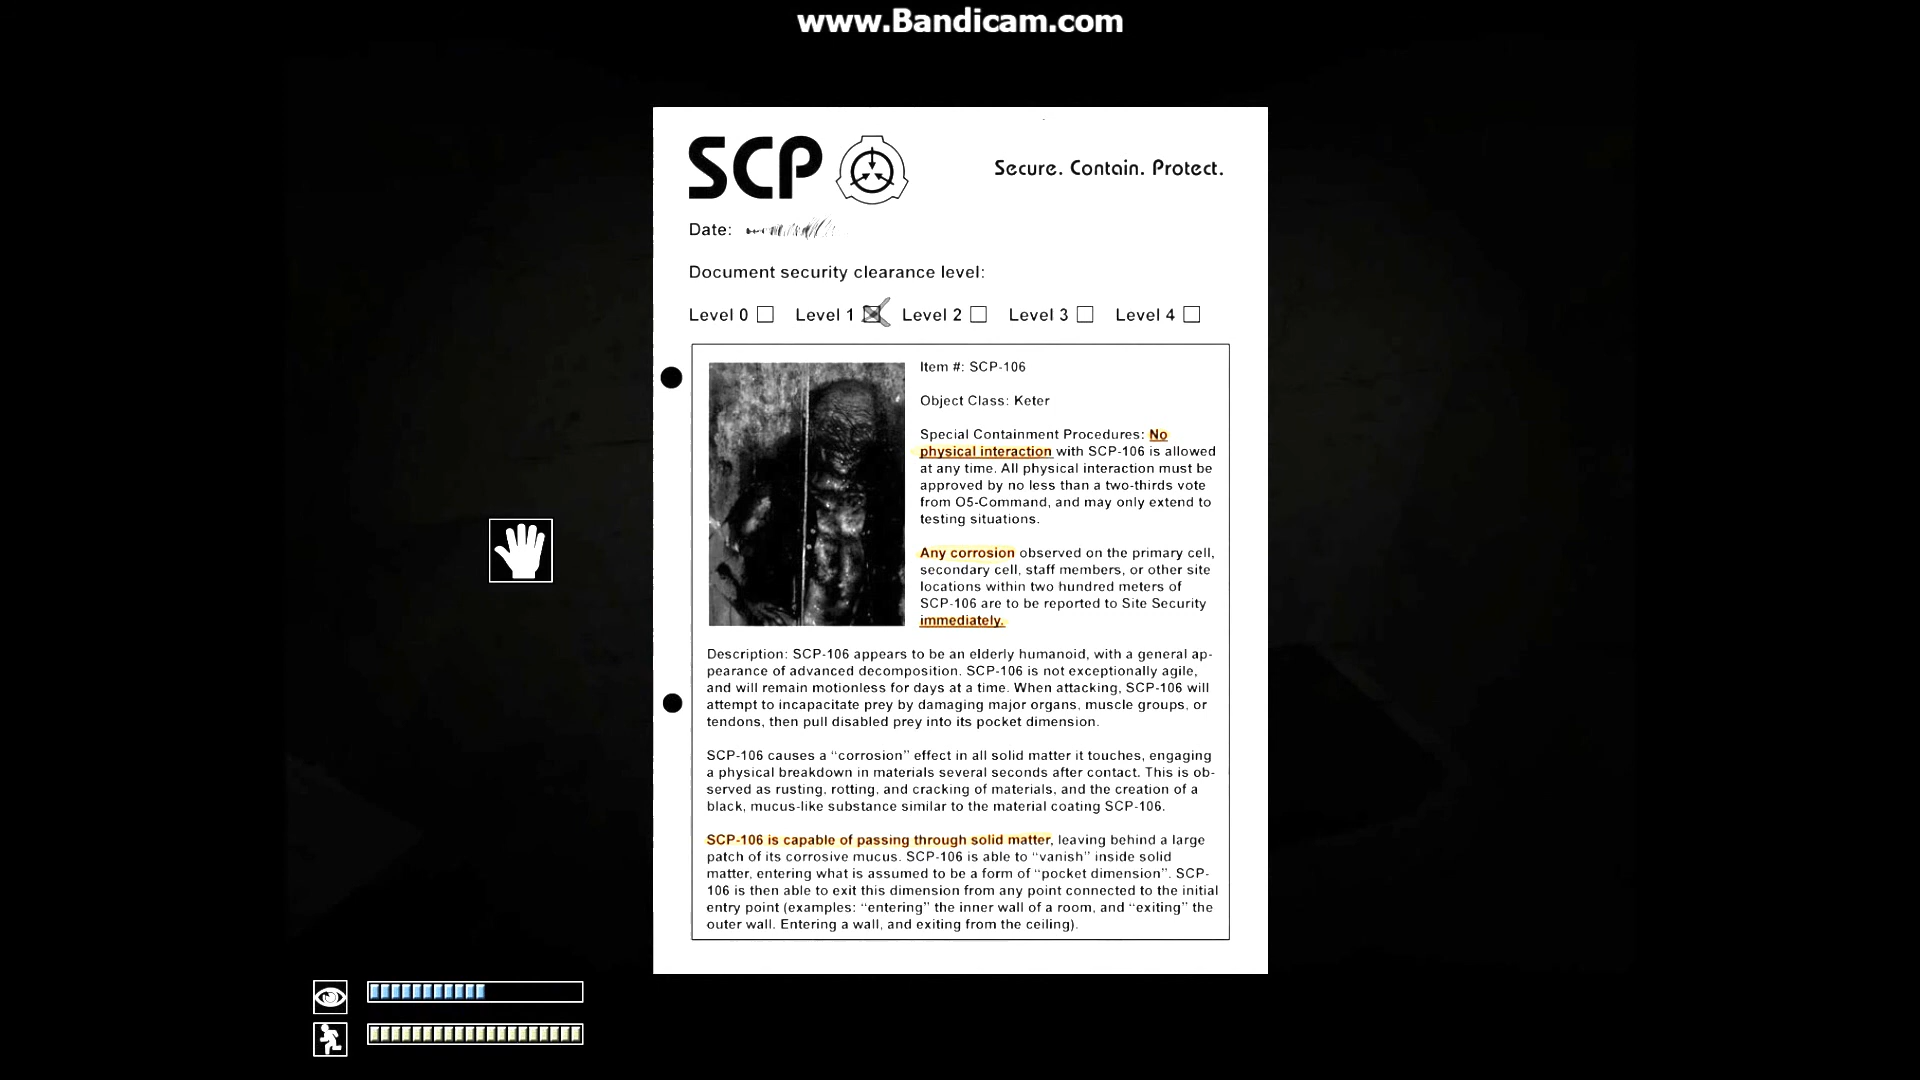 www.Bandicam.com
SCP
Secure. Contain. Protect.
Date:
Document security clearance level:
Level 0 Level 1 Level 2 Level 3 Level 4
Item #: SCP-106
Object Class: Keter
Special Containment Procedures: No
physical interaction with SCP-106 is allowed
at any time. All physical interaction must be
approved by no less than a two-thirds vote
from O5-Command, and may only extend to
testing situations.
Any corrosion observed on the primary cell,
secondary cell, staff members, or other site
locations within two hundred meters of
SCP-106 are to be reported to Site Security
immediately.
Description: SCP-106 appears to be an elderly humanoid, with a general ap-
pearance of advanced decomposition. SCP-106 is not exceptionally agile,
and will remain motionless for days at a time. When attacking, SCP-106 will
attempt to incapacitate prey by damaging major organs, muscle groups, or
tendons, then pull disabled prey into its pocket dimension.
SCP-106 causes a “corrosion” effect in all solid matter it touches, engaging
a physical breakdown in materials several seconds after contact. This is ob-
served as rusting, rotting, and cracking of materials, and the creation of a
black, mucus-like substance similar to the material coating SCP-106.
SCP-106 is capable of passing through solid matter, leaving behind a large
patch of its corrosive mucus. SCP-106 is able to “vanish” inside solid
matter, entering what is assumed to be a form of “pocket dimension”. SCP-
106 is then able to exit this dimension from any point connected to the initial
entry point (examples: “entering” the inner wall of a room, and “exiting” the
outer wall. Entering a wall, and exiting from the ceiling).